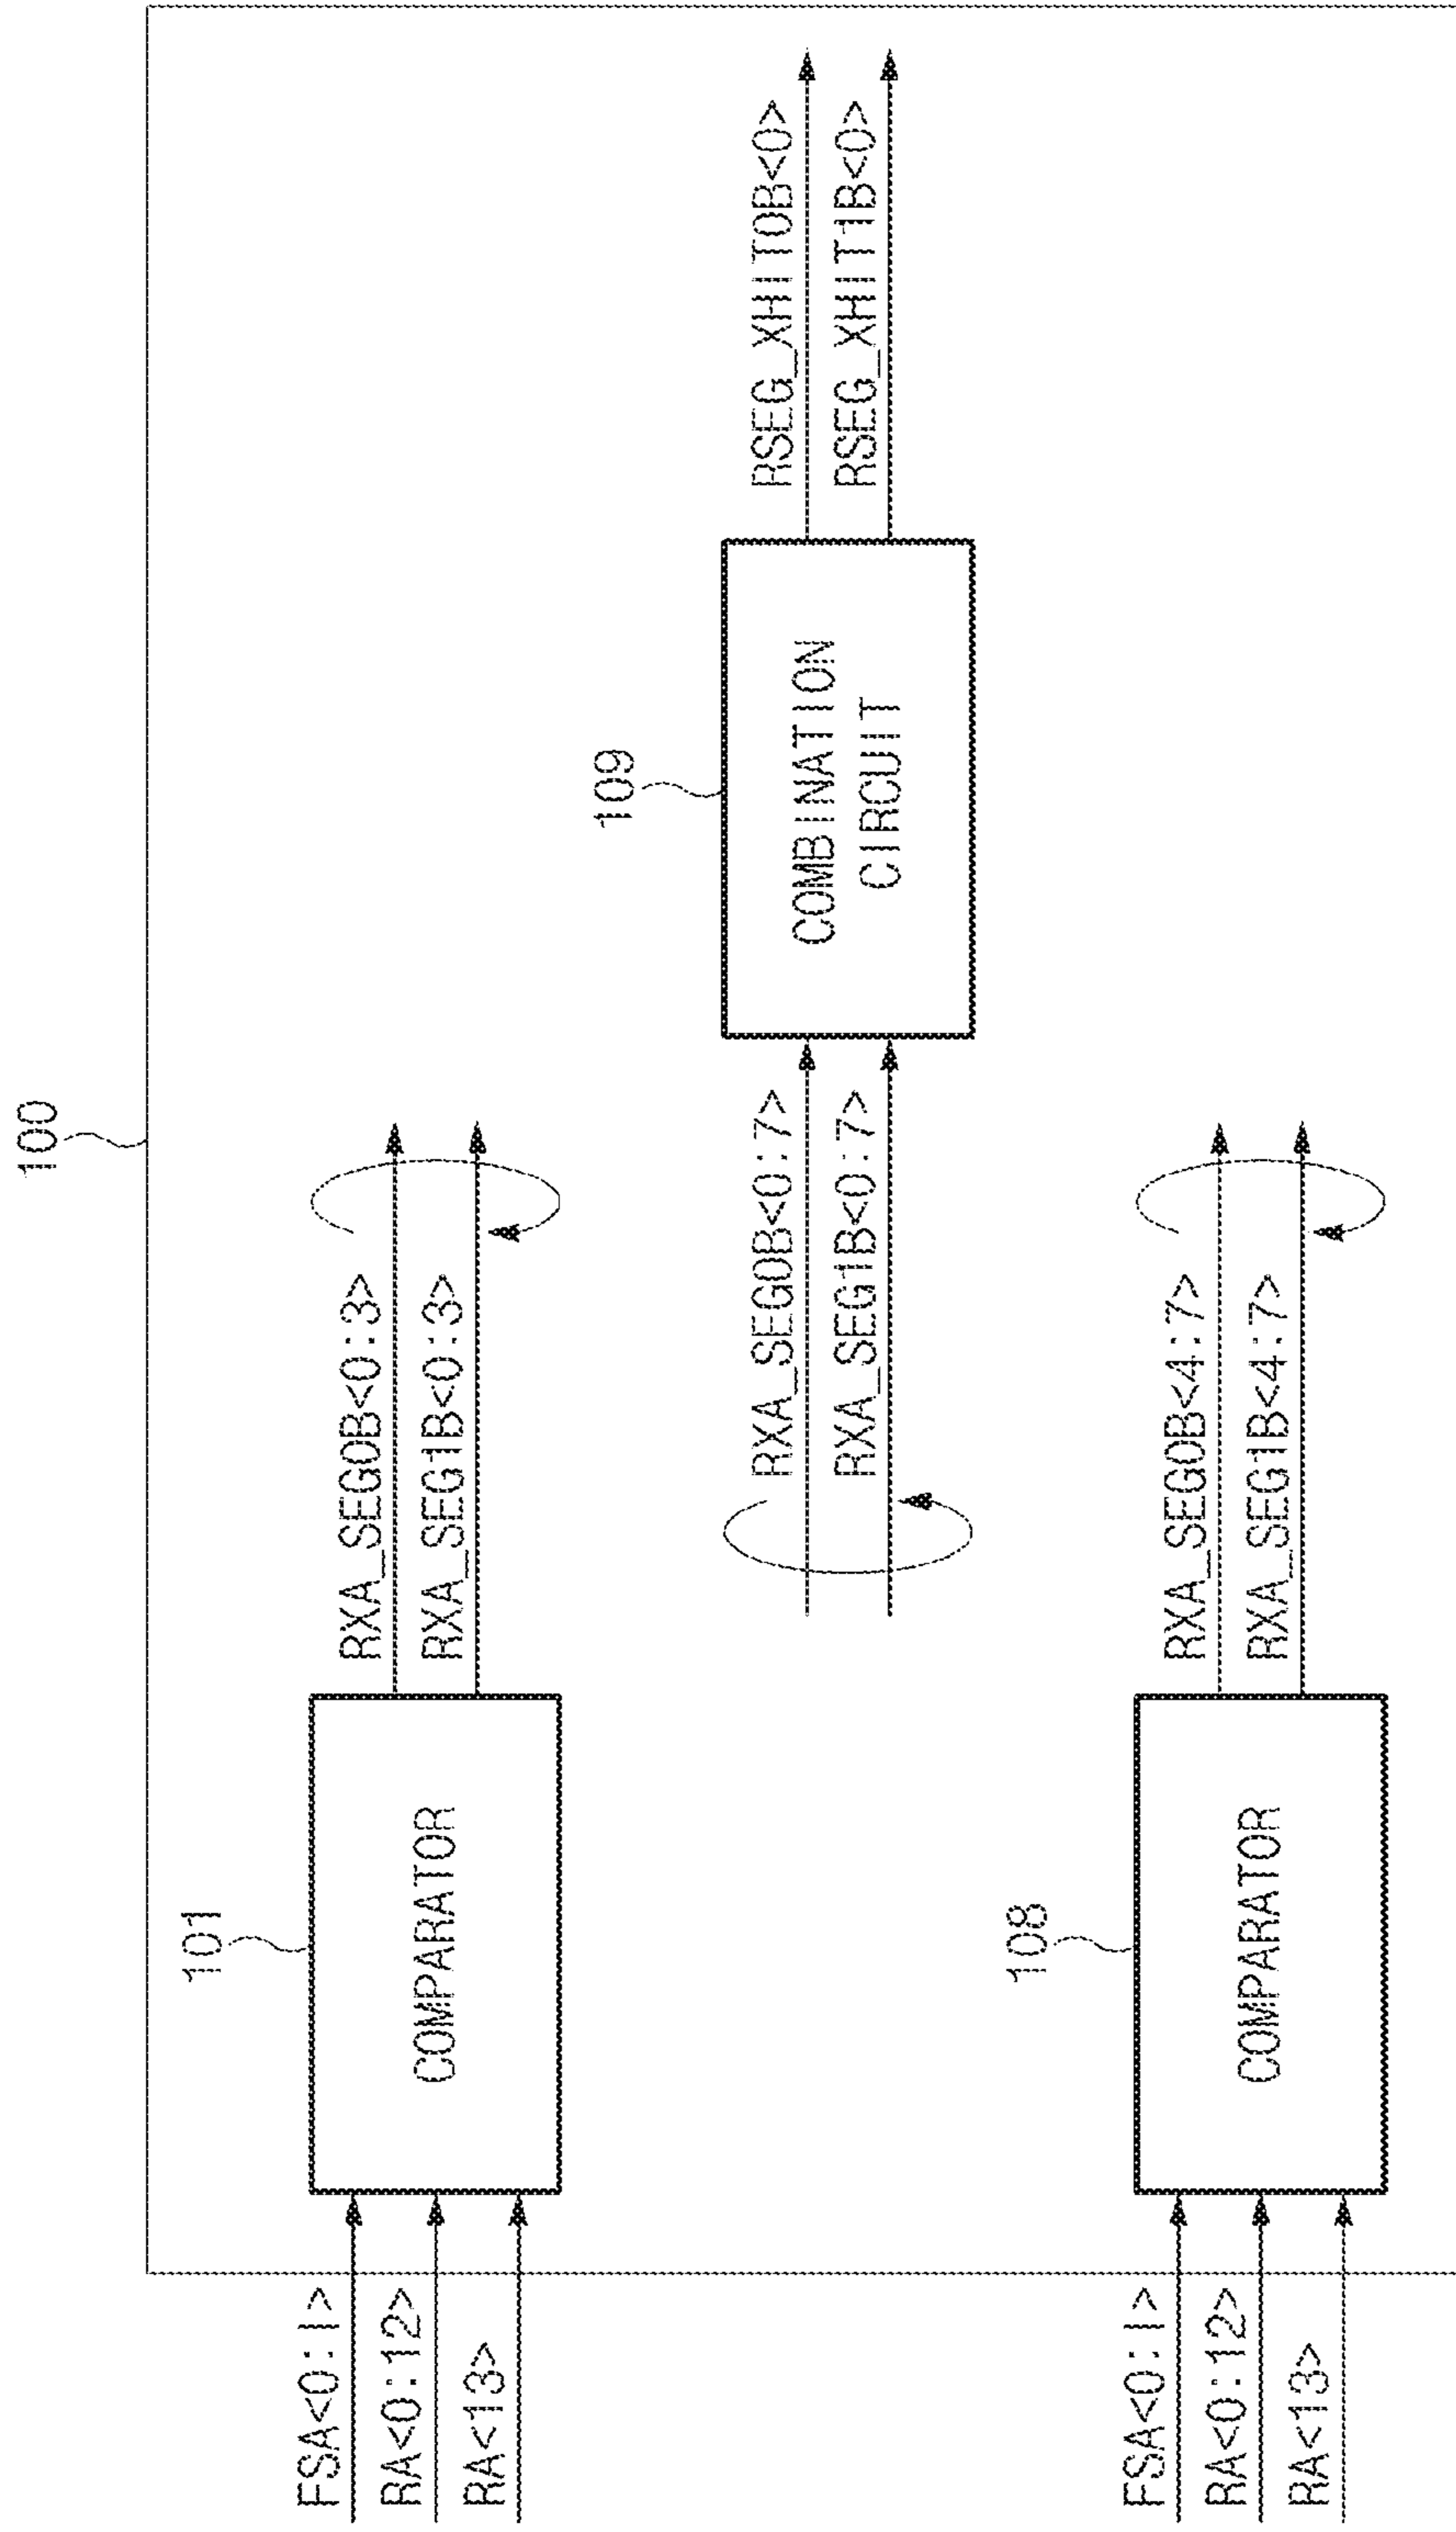 100
101
FSA<0:l>
RA<0:12>
RA<13>
COMPARATOR
RXA_SEG0B<0:3>
RXA_SEG1B<0:3>
109
RXA_SEG0B<0:7>
RXA_SEG1B<0:7>
COMBINATION
CIRCUIT
RSEG_XHIT0B<0>
RSEG_XHIT1B<0>
108
FSA<0:l>
RA<0:12>
RA<13>
COMPARATOR
RXA_SEG0B<4:7>
RXA_SEG1B<4:7>